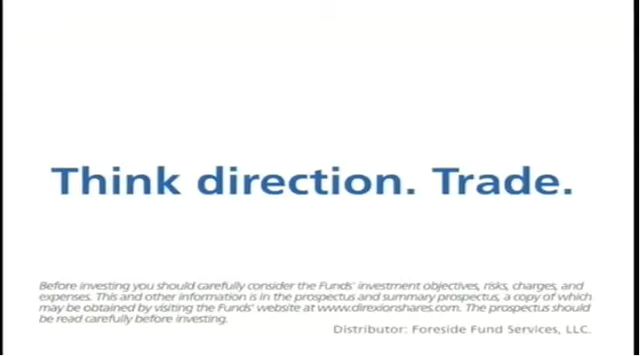 Think direction. Trade.
Before investing you should carefully consider the Funds' investment objectives, risks, charges, and
expenses. This and other information is in the prospectus and summary prospectus, a copy of which
may be obtained by visiting the Funds' website at www.direxionshares.com. The prospectus should
be read carefully before investing.
Distributor: Foreside Fund Services, LLC.